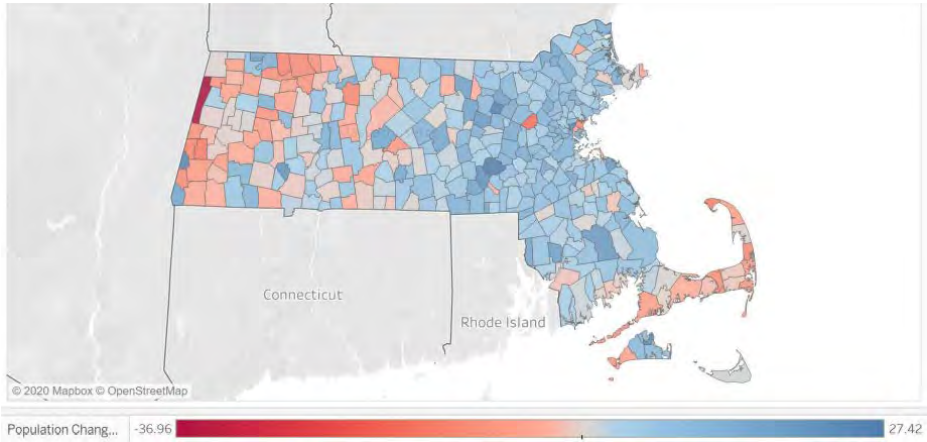 Connecticut
Rhode Island
© 2020 Mapbox © OpenStreetMap
Population Chang... -36.96 27.42